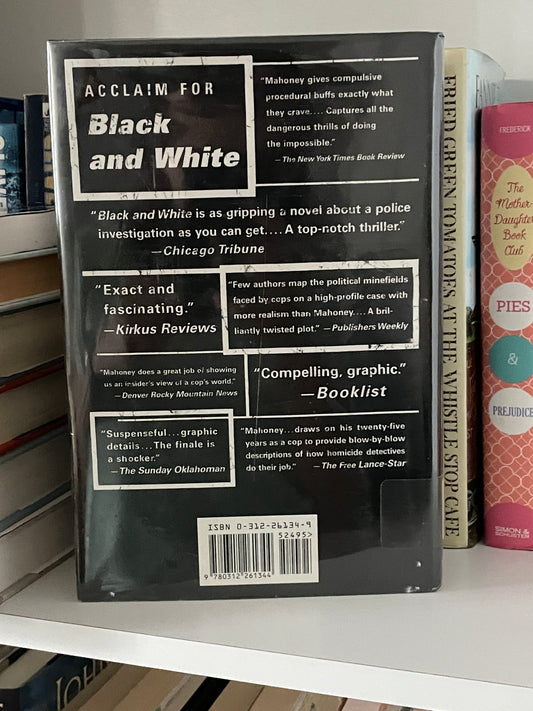 ACCLAIM FOR
Black
and White
"Mahoney gives compulsive
procedural buffs exactly what
they crave.... Captures all the
dangerous thrills of doing
the impossible."
—The New York Times Book Review
"Black and White is as gripping a novel about a police
investigation as you can get....A top-notch thriller."
—Chicago Tribune
"Exact and
fascinating."
—Kirkus Reviews
"Few authors map the political minefields
faced by cops on a high-profile case with
more realism than Mahoney....A bril-
liantly twisted plot." —Publishers Weekly
"Mahoney does a great job of showing
us an insider's view of a cop's world."
—Denver Rocky Mountain News
"Compelling, graphic."
—Booklist
"Suspenseful...graphic
details...The finale is
a shocker."
—The Sunday Oklahoman
"Mahoney...draws on his twenty-five
years as a cop to provide blow-by-blow
descriptions of how homicide detectives
do their job." —The Free Lance-Star
ISBN 0-312-26134-9
52495>
9 780312 261344
FRIED GREEN TOMATOES AT THE WHISTLE STOP CAFE
FREDERICK
The
Mother-
Daughter
Book
Club
PIES
&
PREJUDICE
SIMON &
SCHUSTER
JOHN